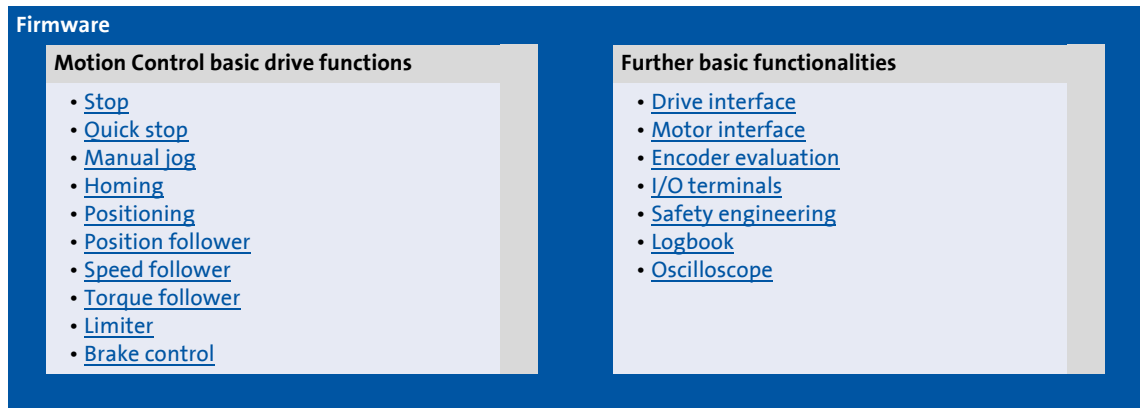 Firmware
Motion Control basic drive functions
• Stop
• Quick stop
• Manual jog
• Homing
• Positioning
• Position follower
• Speed follower
• Torque follower
• Limiter
• Brake control
Further basic functionalities
• Drive interface
• Motor interface
• Encoder evaluation
• I/O terminals
• Safety engineering
• Logbook
• Oscilloscope